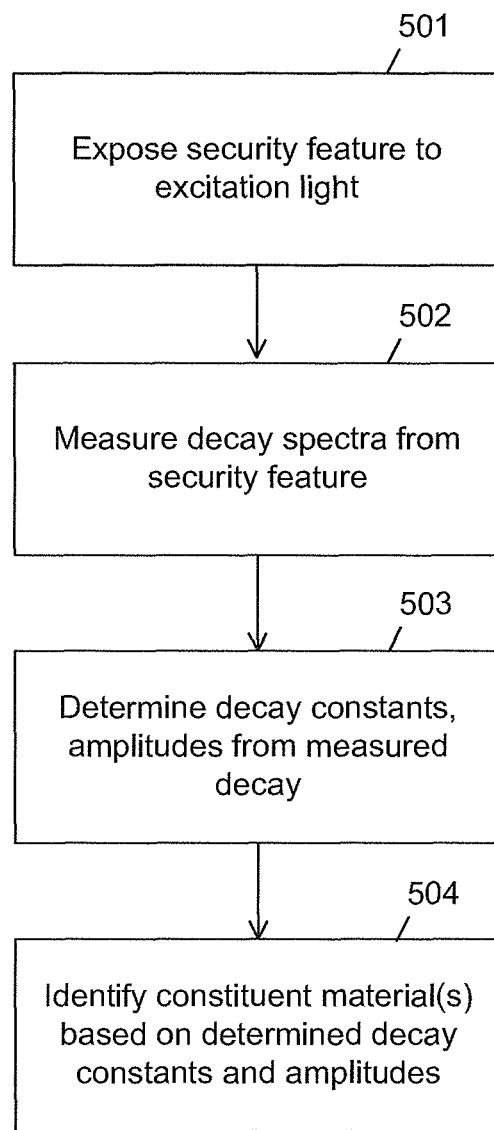 501
Expose security feature to
excitation light
502
Measure decay spectra from
security feature
503
Determine decay constants,
amplitudes from measured
decay
504
Identify constituent material(s)
based on determined decay
constants and amplitudes